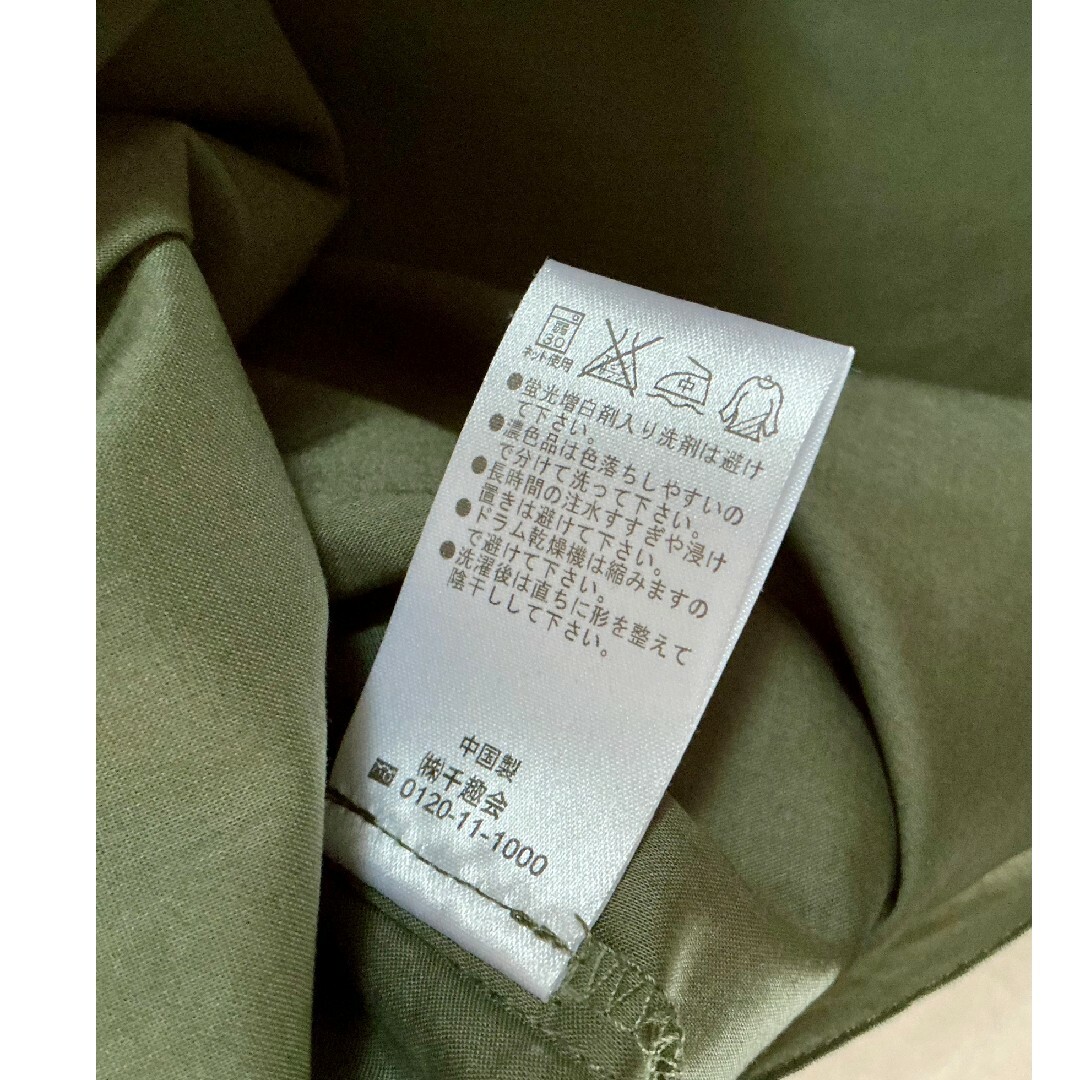 弱
30
ネット使用
中
●蛍光増白剤入り洗剤は避け
て下さい。
●濃色品は色落ちしやすいの
で分けて洗って下さい。
●長時間の注水すすぎや浸け
置きは避けて下さい。
●ドラム乾燥機は縮みますの
で避けて下さい。
●洗濯後は直ちに形を整えて
陰干しして下さい。
中国製
㈱千趣会
0120-11-1000